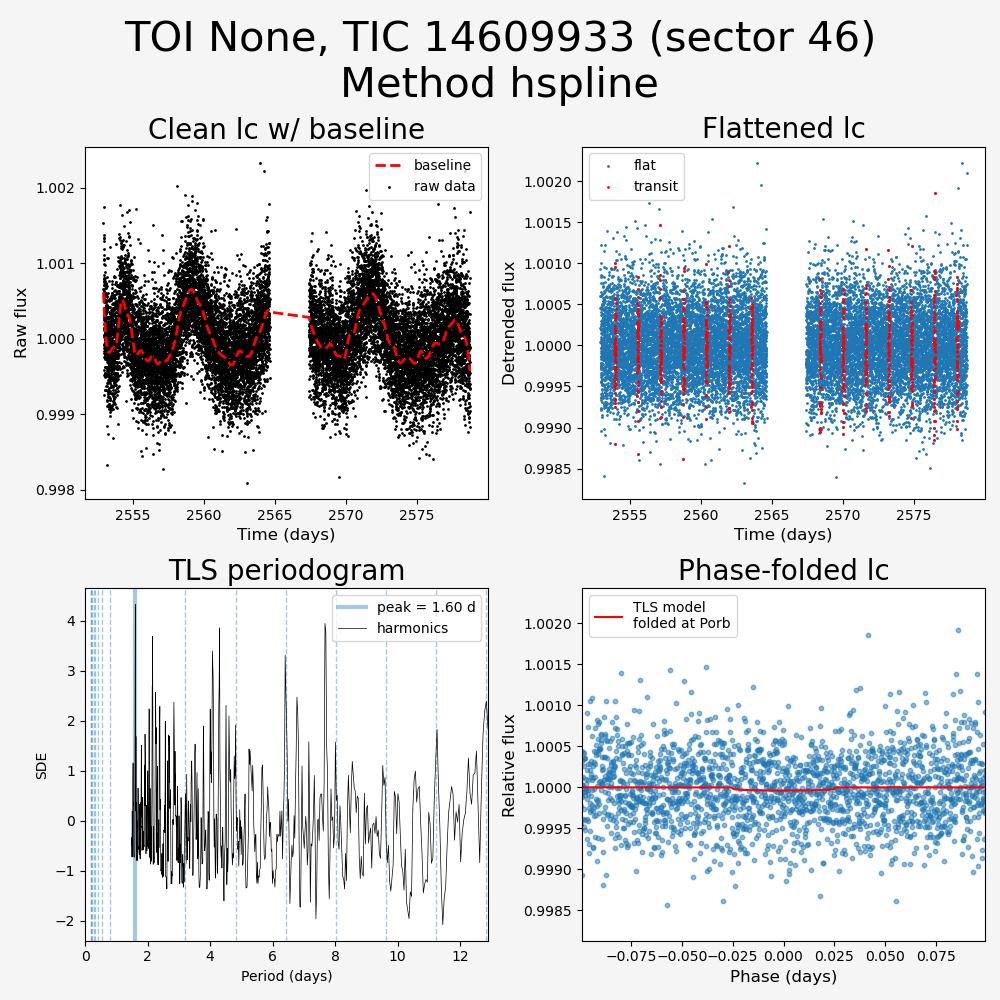 TOI None, TIC 14609933 (sector 46)
Method hspline
Clean lc w/ baseline
baseline
raw data
1.002
1.001
1.000
0.999
0.998
Raw flux
2555 2560 2565 2570 2575
Time (days)
Flattened lc
flat
transit
1.0020
1.0015
1.0010
1.0005
1.0000
0.9995
0.9990
0.9985
Detrended flux
2555 2560 2565 2570 2575
Time (days)
TLS periodogram
peak = 1.60 d
harmonics
4
3
2
1
0
−1
−2
SDE
0 2 4 6 8 10 12
Period (days)
Phase-folded lc
TLS model
folded at Porb
1.0020
1.0015
1.0010
1.0005
1.0000
0.9995
0.9990
0.9985
Relative flux
−0.075 −0.050 −0.025 0.000 0.025 0.050 0.075
Phase (days)